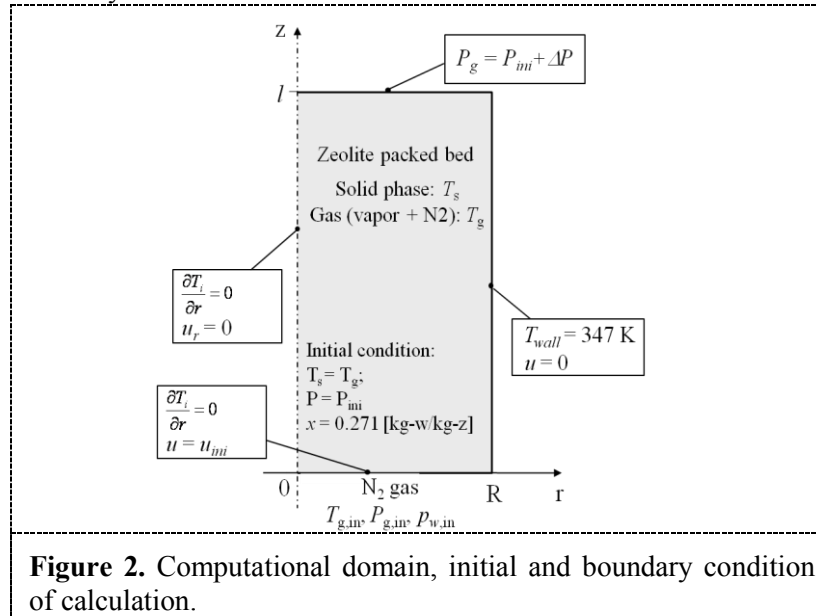 z
P_g = P_ini + ΔP
l
Zeolite packed bed
Solid phase: T_s
Gas (vapor + N2): T_g
∂T_i/∂r = 0
u_r = 0
T_wall = 347 K
u = 0
Initial condition:
T_s = T_g;
P = P_ini
x = 0.271 [kg-w/kg-z]
∂T_i/∂r = 0
u = u_ini
0 N₂ gas R r
T_g,in, P_g,in, p_w,in
Figure 2. Computational domain, initial and boundary condition
of calculation.